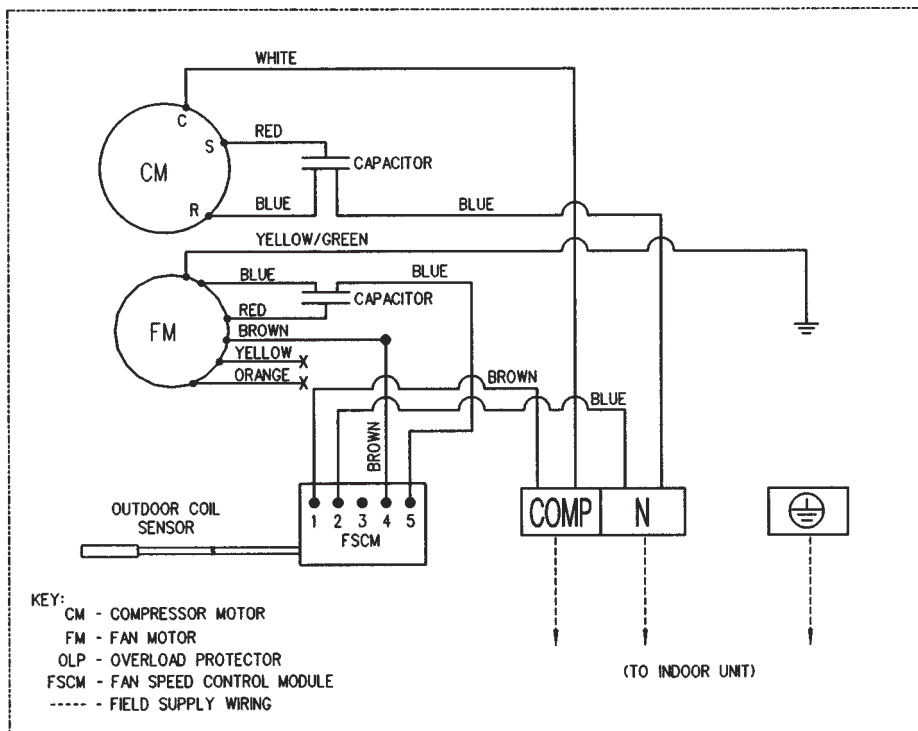 WHITE
C
S
RED
CM
CAPACITOR
R
BLUE
BLUE
YELLOW/GREEN
BLUE
BLUE
CAPACITOR
RED
FM
BROWN
YELLOW
X
ORANGE
X
BROWN
BLUE
BROWN
OUTDOOR COIL
SENSOR
1 2 3 4 5
FSCM
COMP
N
KEY:
CM - COMPRESSOR MOTOR
FM - FAN MOTOR
OLP - OVERLOAD PROTECTOR
FSCM - FAN SPEED CONTROL MODULE
----- - FIELD SUPPLY WIRING
(TO INDOOR UNIT)